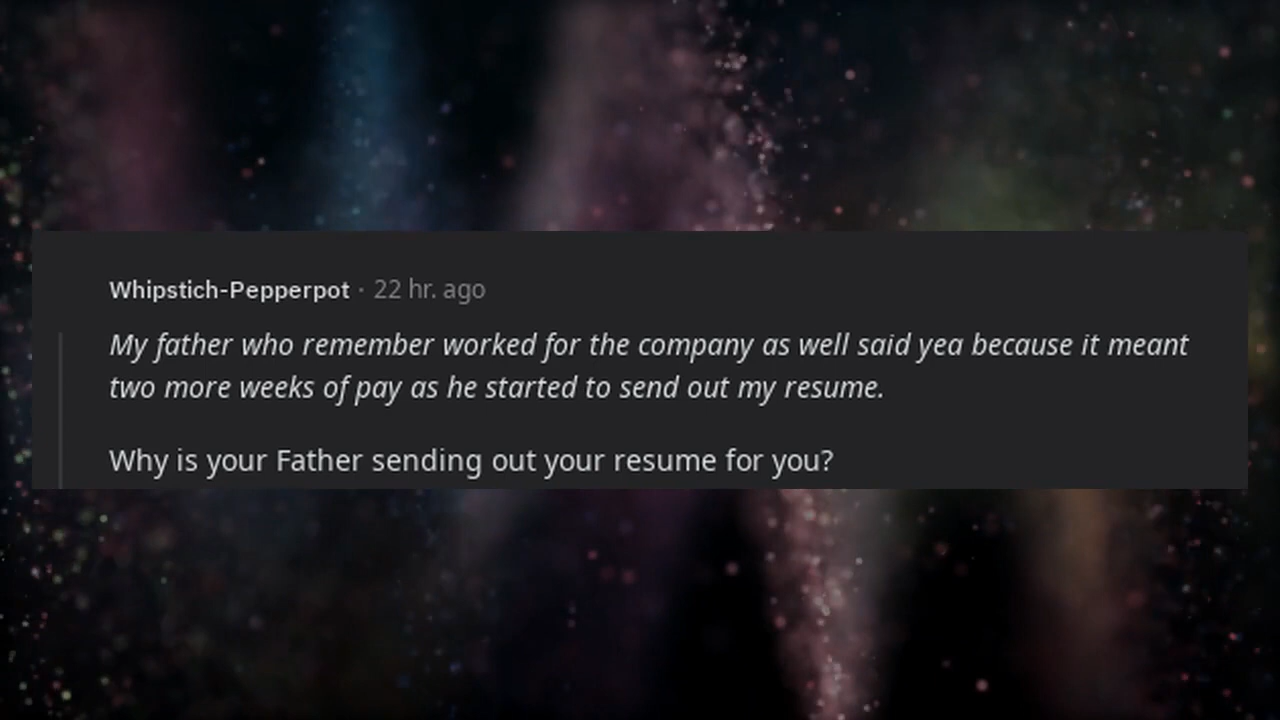 Whipstich-Pepperpot · 22 hr. ago
My father who remember worked for the company as well said yea because it meant
two more weeks of pay as he started to send out my resume.
Why is your Father sending out your resume for you?